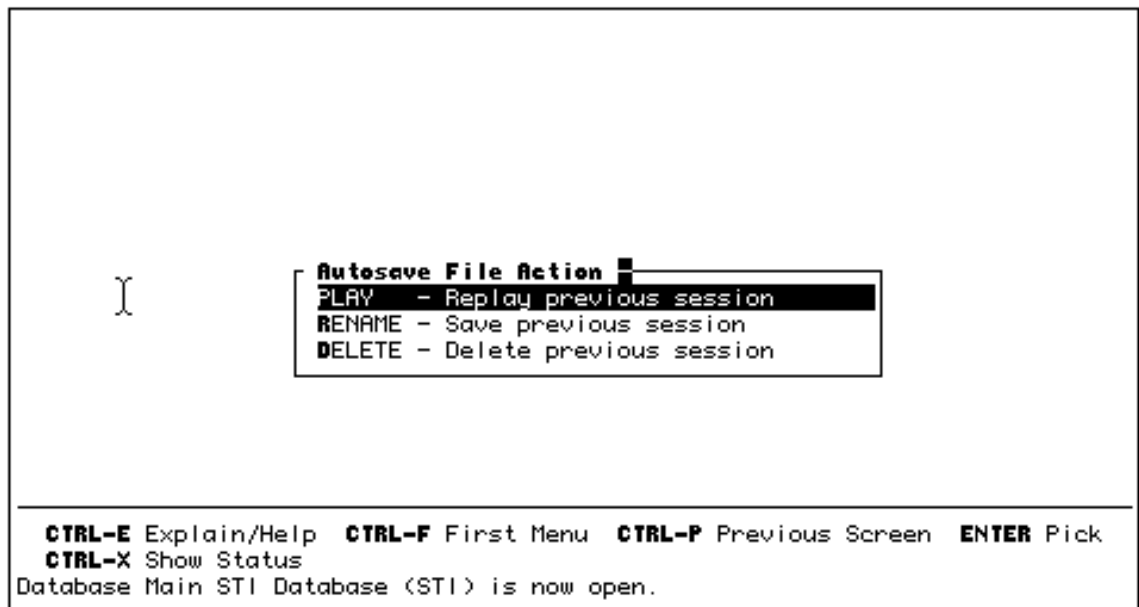 Autosave File Action
PLAY - Replay previous session
RENAME - Save previous session
DELETE - Delete previous session
CTRL-E Explain/Help CTRL-F First Menu CTRL-P Previous Screen ENTER Pick
CTRL-X Show Status
Database Main STI Database (STI) is now open.